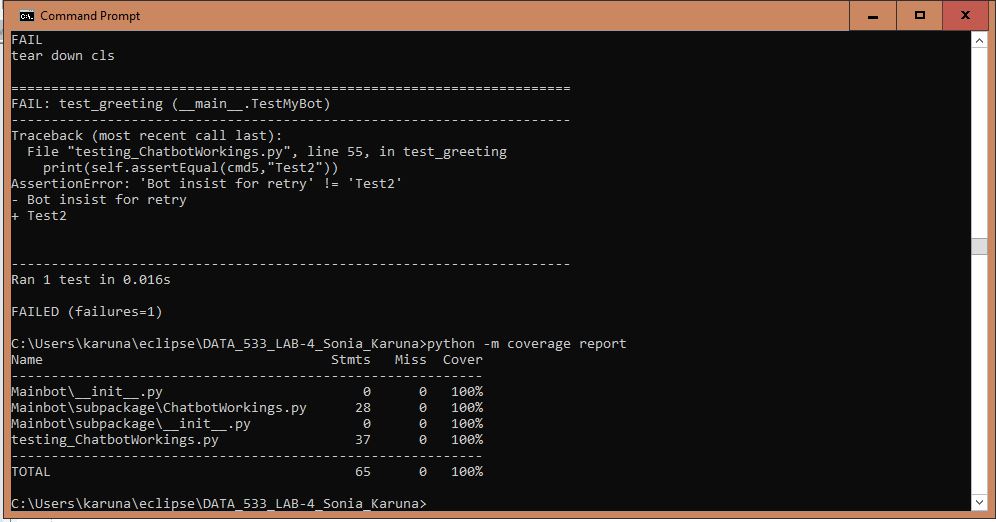 Command Prompt
FAIL
tear down cls
======================================================================
FAIL: test_greeting (__main__.TestMyBot)
----------------------------------------------------------------------
Traceback (most recent call last):
  File "testing_ChatbotWorkings.py", line 55, in test_greeting
    print(self.assertEqual(cmd5,"Test2"))
AssertionError: 'Bot insist for retry' != 'Test2'
- Bot insist for retry
+ Test2
----------------------------------------------------------------------
Ran 1 test in 0.016s
FAILED (failures=1)
C:\Users\karuna\eclipse\DATA_533_LAB-4_Sonia_Karuna>python -m coverage report
Name                                    Stmts   Miss  Cover
-----------------------------------------------------------
Mainbot\__init__.py                         0      0   100%
Mainbot\subpackage\ChatbotWorkings.py      28      0   100%
Mainbot\subpackage\__init__.py              0      0   100%
testing_ChatbotWorkings.py                 37      0   100%
-----------------------------------------------------------
TOTAL                                      65      0   100%
C:\Users\karuna\eclipse\DATA_533_LAB-4_Sonia_Karuna>